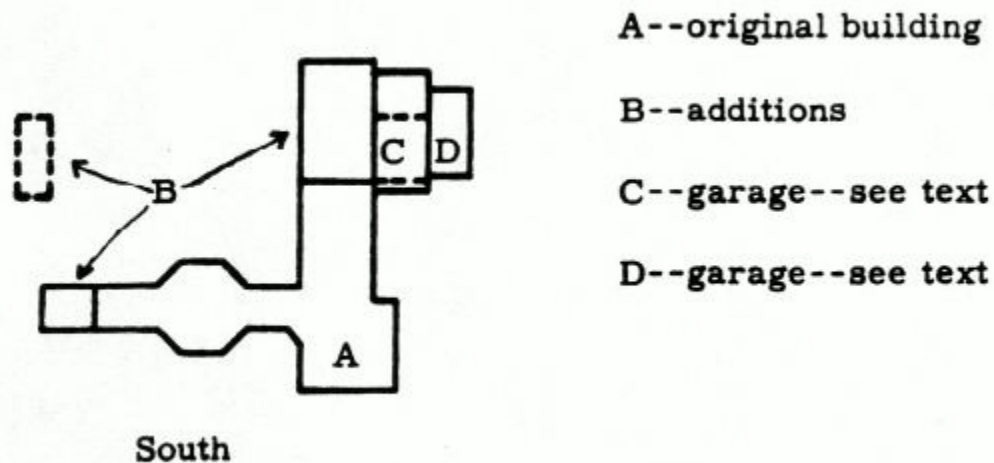 A--original building
B--additions
C--garage--see text
D--garage--see text
B
C
D
A
South